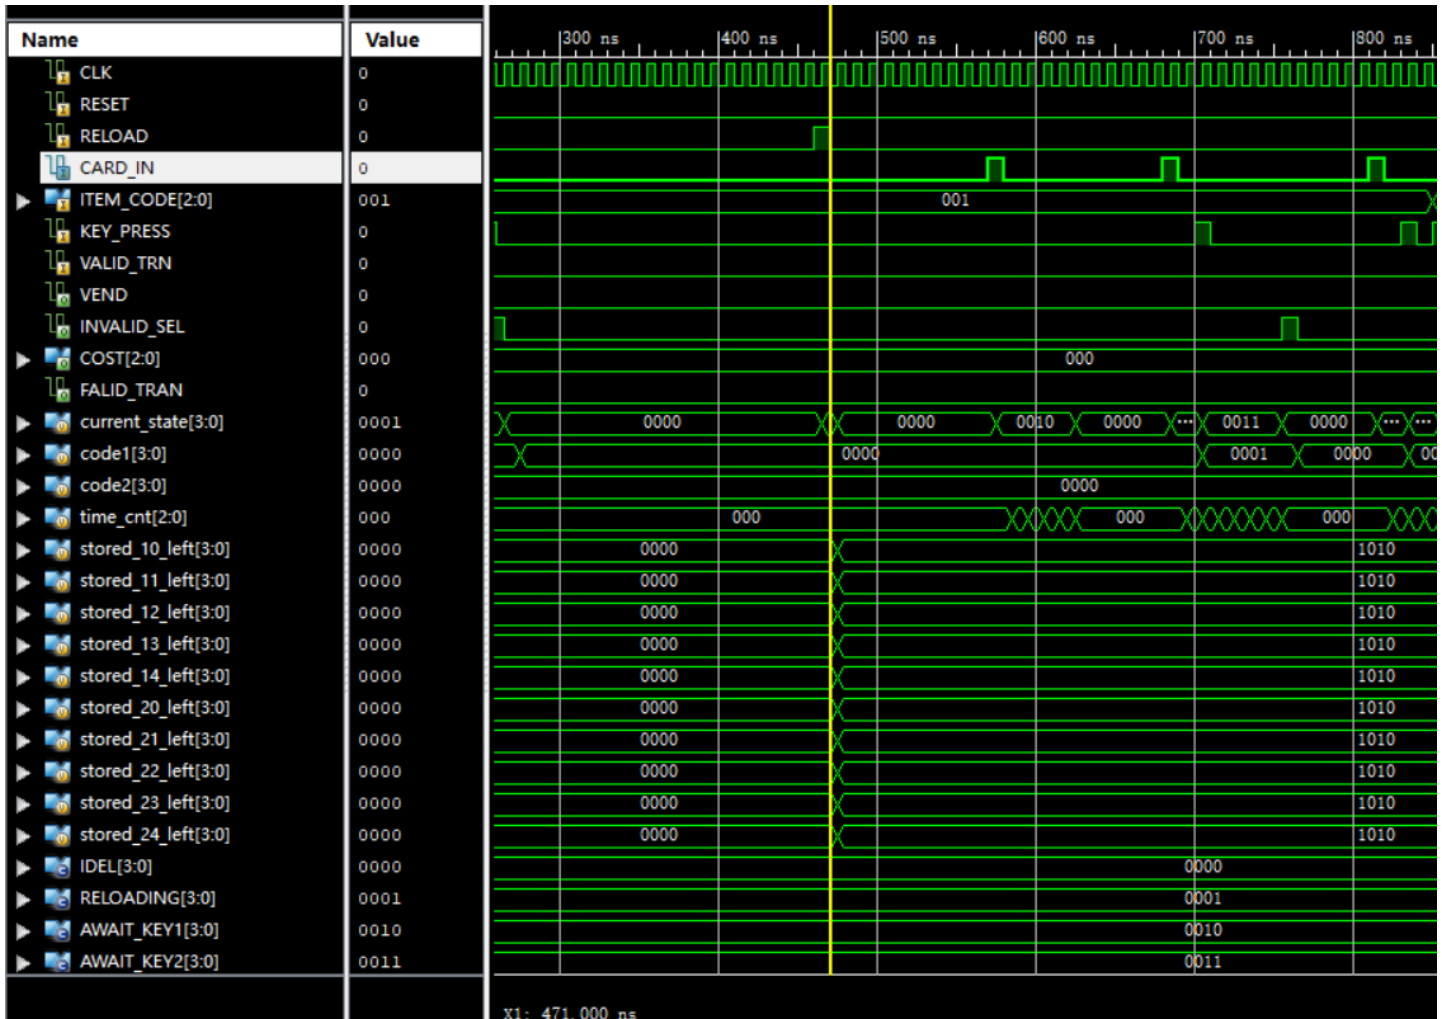 Name Value 300 ns 400 ns 500 ns 600 ns 700 ns 800 ns
CLK 0
RESET 0
RELOAD 0
CARD_IN 0
ITEM_CODE[2:0] 001 001
KEY_PRESS 0
VALID_TRN 0
VEND 0
INVALID_SEL 0
COST[2:0] 000 000
FALID_TRAN 0
current_state[3:0] 0001 0000 0000 0010 0000 ... 0011 0000 ... ...
code1[3:0] 0000 0000 0001 0000 00
code2[3:0] 0000 0000
time_cnt[2:0] 000 000 000 000
stored_10_left[3:0] 0000 0000 1010
stored_11_left[3:0] 0000 0000 1010
stored_12_left[3:0] 0000 0000 1010
stored_13_left[3:0] 0000 0000 1010
stored_14_left[3:0] 0000 0000 1010
stored_20_left[3:0] 0000 0000 1010
stored_21_left[3:0] 0000 0000 1010
stored_22_left[3:0] 0000 0000 1010
stored_23_left[3:0] 0000 0000 1010
stored_24_left[3:0] 0000 0000 1010
IDEL[3:0] 0000 0000
RELOADING[3:0] 0001 0001
AWAIT_KEY1[3:0] 0010 0010
AWAIT_KEY2[3:0] 0011 0011
X1: 471.000 ns